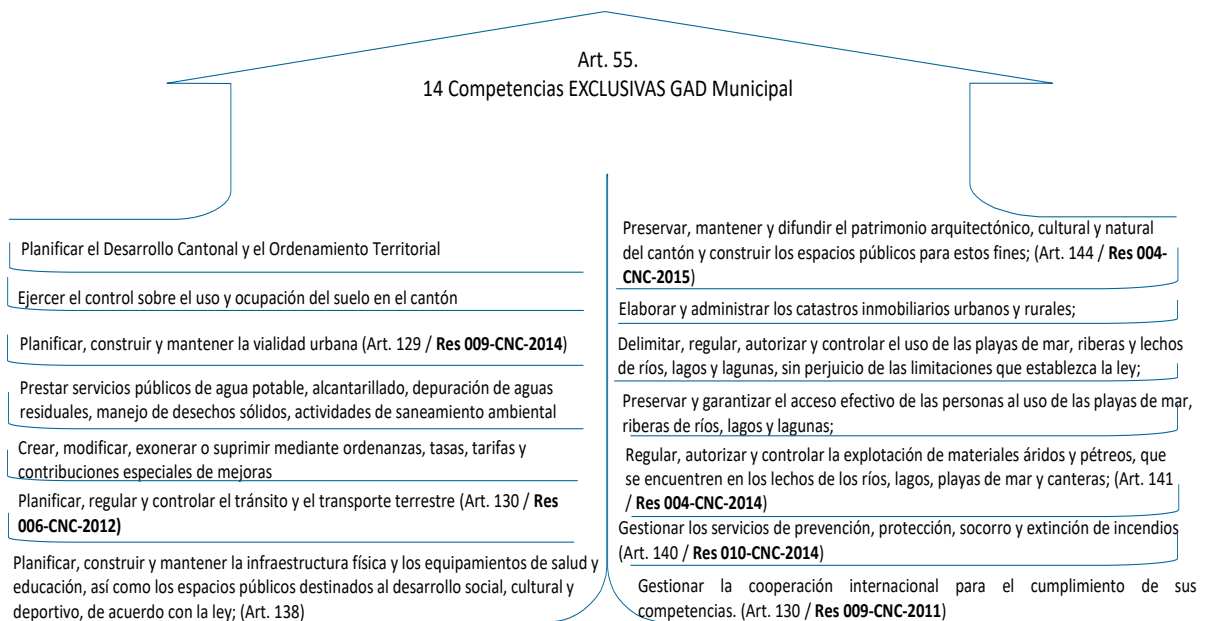 Art. 55.
14 Competencias EXCLUSIVAS GAD Municipal
Planificar el Desarrollo Cantonal y el Ordenamiento Territorial
Ejercer el control sobre el uso y ocupación del suelo en el cantón
Planificar, construir y mantener la vialidad urbana (Art. 129 / Res 009-CNC-2014)
Prestar servicios públicos de agua potable, alcantarillado, depuración de aguas
residuales, manejo de desechos sólidos, actividades de saneamiento ambiental
Crear, modificar, exonerar o suprimir mediante ordenanzas, tasas, tarifas y
contribuciones especiales de mejoras
Planificar, regular y controlar el tránsito y el transporte terrestre (Art. 130 / Res
006-CNC-2012)
Planificar, construir y mantener la infraestructura física y los equipamientos de salud y
educación, así como los espacios públicos destinados al desarrollo social, cultural y
deportivo, de acuerdo con la ley; (Art. 138)
Preservar, mantener y difundir el patrimonio arquitectónico, cultural y natural
del cantón y construir los espacios públicos para estos fines; (Art. 144 / Res 004-
CNC-2015)
Elaborar y administrar los catastros inmobiliarios urbanos y rurales;
Delimitar, regular, autorizar y controlar el uso de las playas de mar, riberas y lechos
de ríos, lagos y lagunas, sin perjuicio de las limitaciones que establezca la ley;
Preservar y garantizar el acceso efectivo de las personas al uso de las playas de mar,
riberas de ríos, lagos y lagunas;
Regular, autorizar y controlar la explotación de materiales áridos y pétreos, que
se encuentren en los lechos de los ríos, lagos, playas de mar y canteras; (Art. 141
/ Res 004-CNC-2014)
Gestionar los servicios de prevención, protección, socorro y extinción de incendios
(Art. 140 / Res 010-CNC-2014)
Gestionar la cooperación internacional para el cumplimiento de sus
competencias. (Art. 130 / Res 009-CNC-2011)